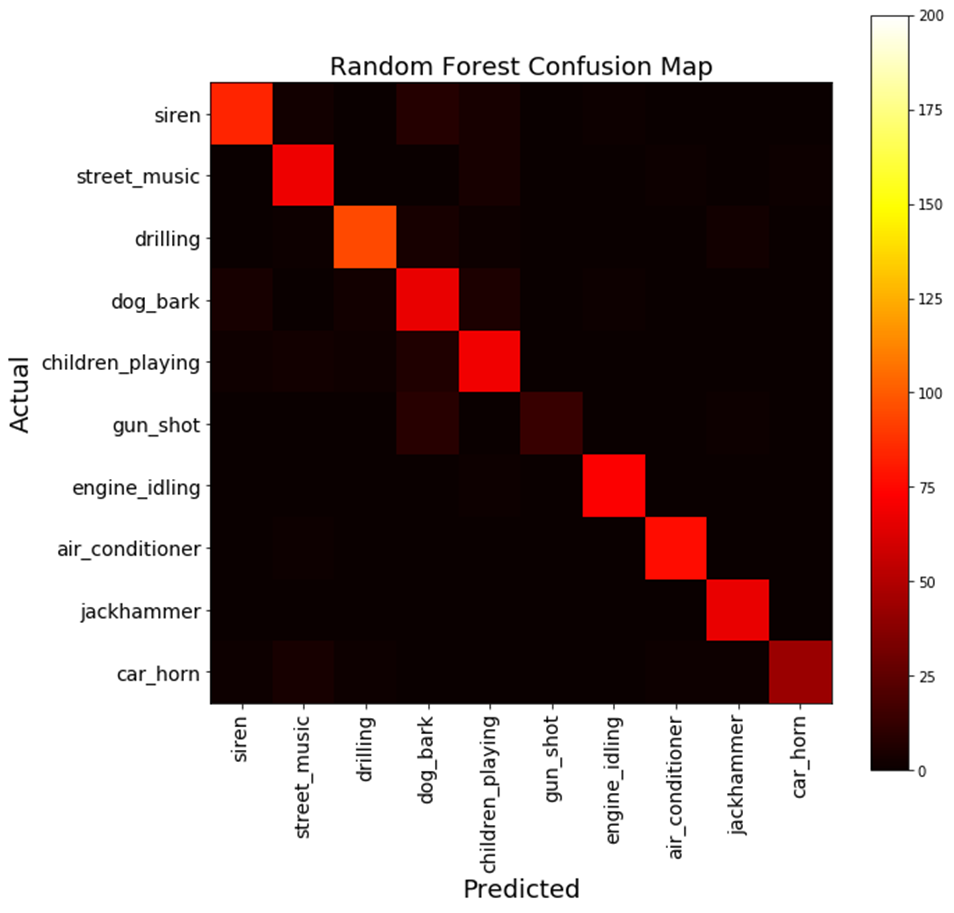 Random Forest Confusion Map
Actual
siren
street_music
drilling
dog_bark
children_playing
gun_shot
engine_idling
air_conditioner
jackhammer
car_horn
siren
street_music
drilling
dog_bark
children_playing
gun_shot
engine_idling
air_conditioner
jackhammer
car_horn
Predicted
200
175
150
125
100
75
50
25
0